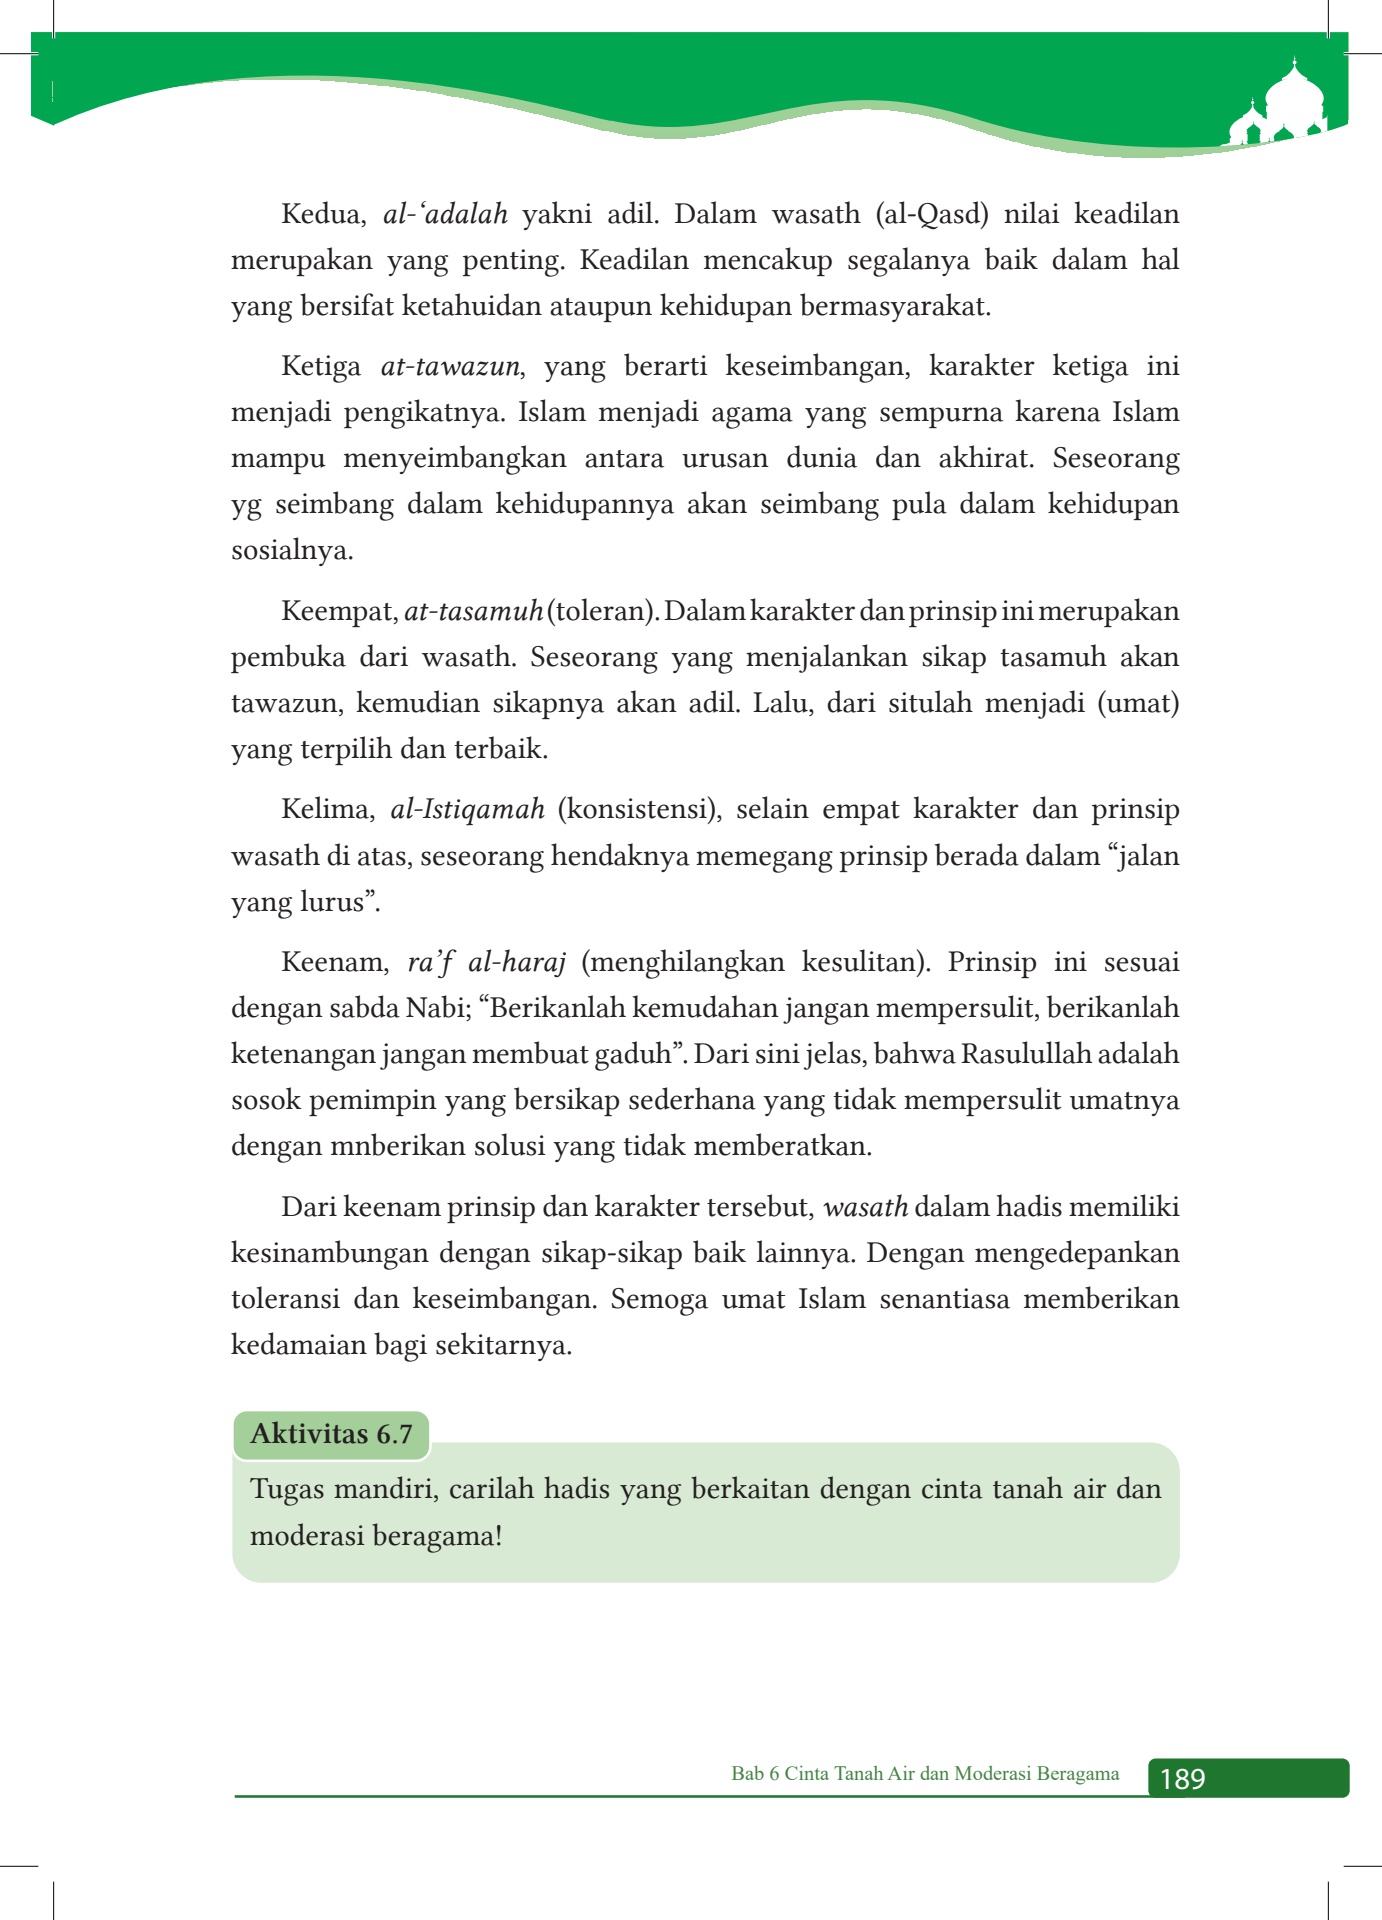 Kedua, al-‘adalah yakni adil. Dalam wasath (al-Qasd) nilai keadilan
merupakan yang penting. Keadilan mencakup segalanya baik dalam hal
yang bersifat ketahuidan ataupun kehidupan bermasyarakat.
Ketiga at-tawazun, yang berarti keseimbangan, karakter ketiga ini
menjadi pengikatnya. Islam menjadi agama yang sempurna karena Islam
mampu menyeimbangkan antara urusan dunia dan akhirat. Seseorang
yg seimbang dalam kehidupannya akan seimbang pula dalam kehidupan
sosialnya.
Keempat, at-tasamuh (toleran). Dalam karakter dan prinsip ini merupakan
pembuka dari wasath. Seseorang yang menjalankan sikap tasamuh akan
tawazun, kemudian sikapnya akan adil. Lalu, dari situlah menjadi (umat)
yang terpilih dan terbaik.
Kelima, al-Istiqamah (konsistensi), selain empat karakter dan prinsip
wasath di atas, seseorang hendaknya memegang prinsip berada dalam “jalan
yang lurus”.
Keenam, ra’f al-haraj (menghilangkan kesulitan). Prinsip ini sesuai
dengan sabda Nabi; “Berikanlah kemudahan jangan mempersulit, berikanlah
ketenangan jangan membuat gaduh”. Dari sini jelas, bahwa Rasulullah adalah
sosok pemimpin yang bersikap sederhana yang tidak mempersulit umatnya
dengan mnberikan solusi yang tidak memberatkan.
Dari keenam prinsip dan karakter tersebut, wasath dalam hadis memiliki
kesinambungan dengan sikap-sikap baik lainnya. Dengan mengedepankan
toleransi dan keseimbangan. Semoga umat Islam senantiasa memberikan
kedamaian bagi sekitarnya.
Aktivitas 6.7
Tugas mandiri, carilah hadis yang berkaitan dengan cinta tanah air dan
moderasi beragama!
Bab 6 Cinta Tanah Air dan Moderasi Beragama 189